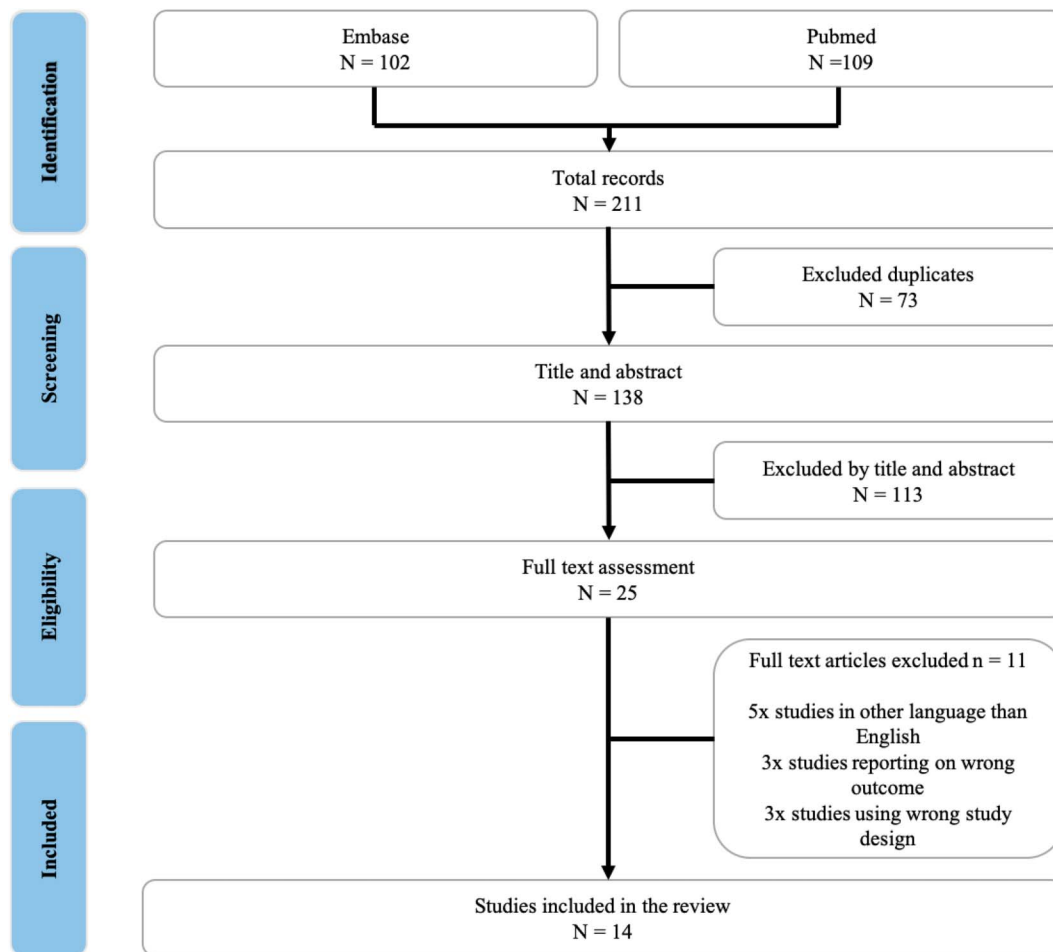 Identification
Embase
N = 102
Pubmed
N =109
Total records
N = 211
Screening
Excluded duplicates
N = 73
Title and abstract
N = 138
Excluded by title and abstract
N = 113
Eligibility
Full text assessment
N = 25
Full text articles excluded n = 11
5x studies in other language than
English
3x studies reporting on wrong
outcome
3x studies using wrong study
design
Included
Studies included in the review
N = 14